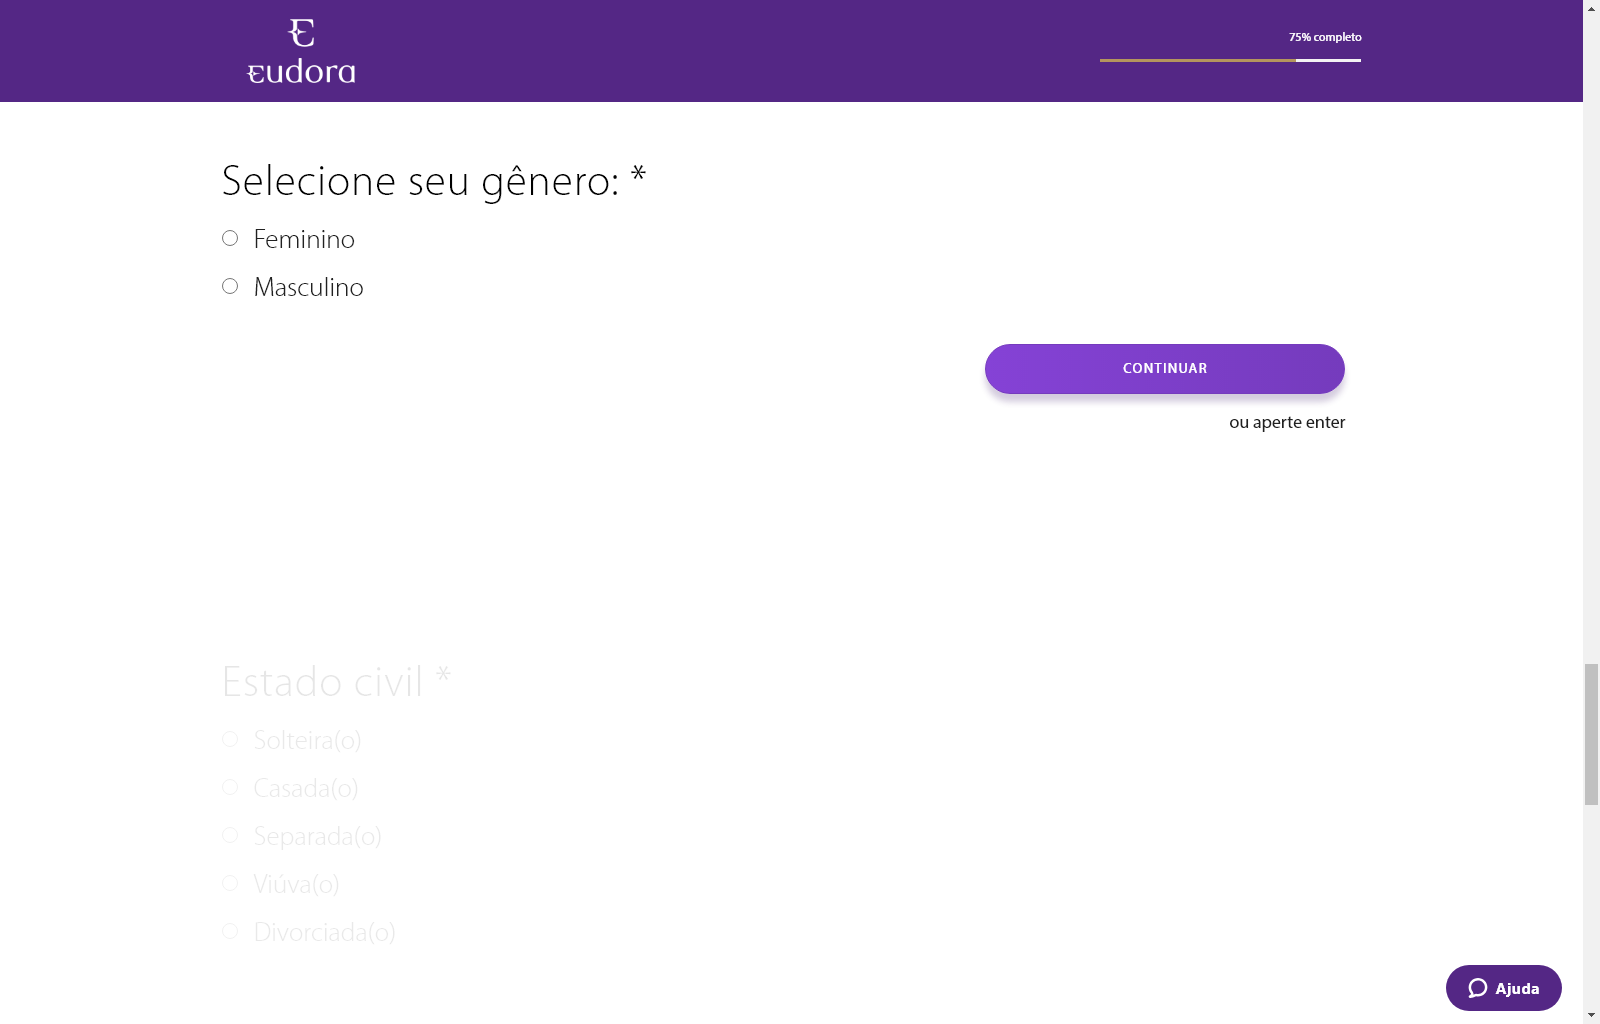 eudora
75% completo
Selecione seu gênero: *
Feminino
Masculino
CONTINUAR
ou aperte enter
Estado civil *
Solteira(o)
Casada(o)
Separada(o)
Viúva(o)
Divorciada(o)
Ajuda